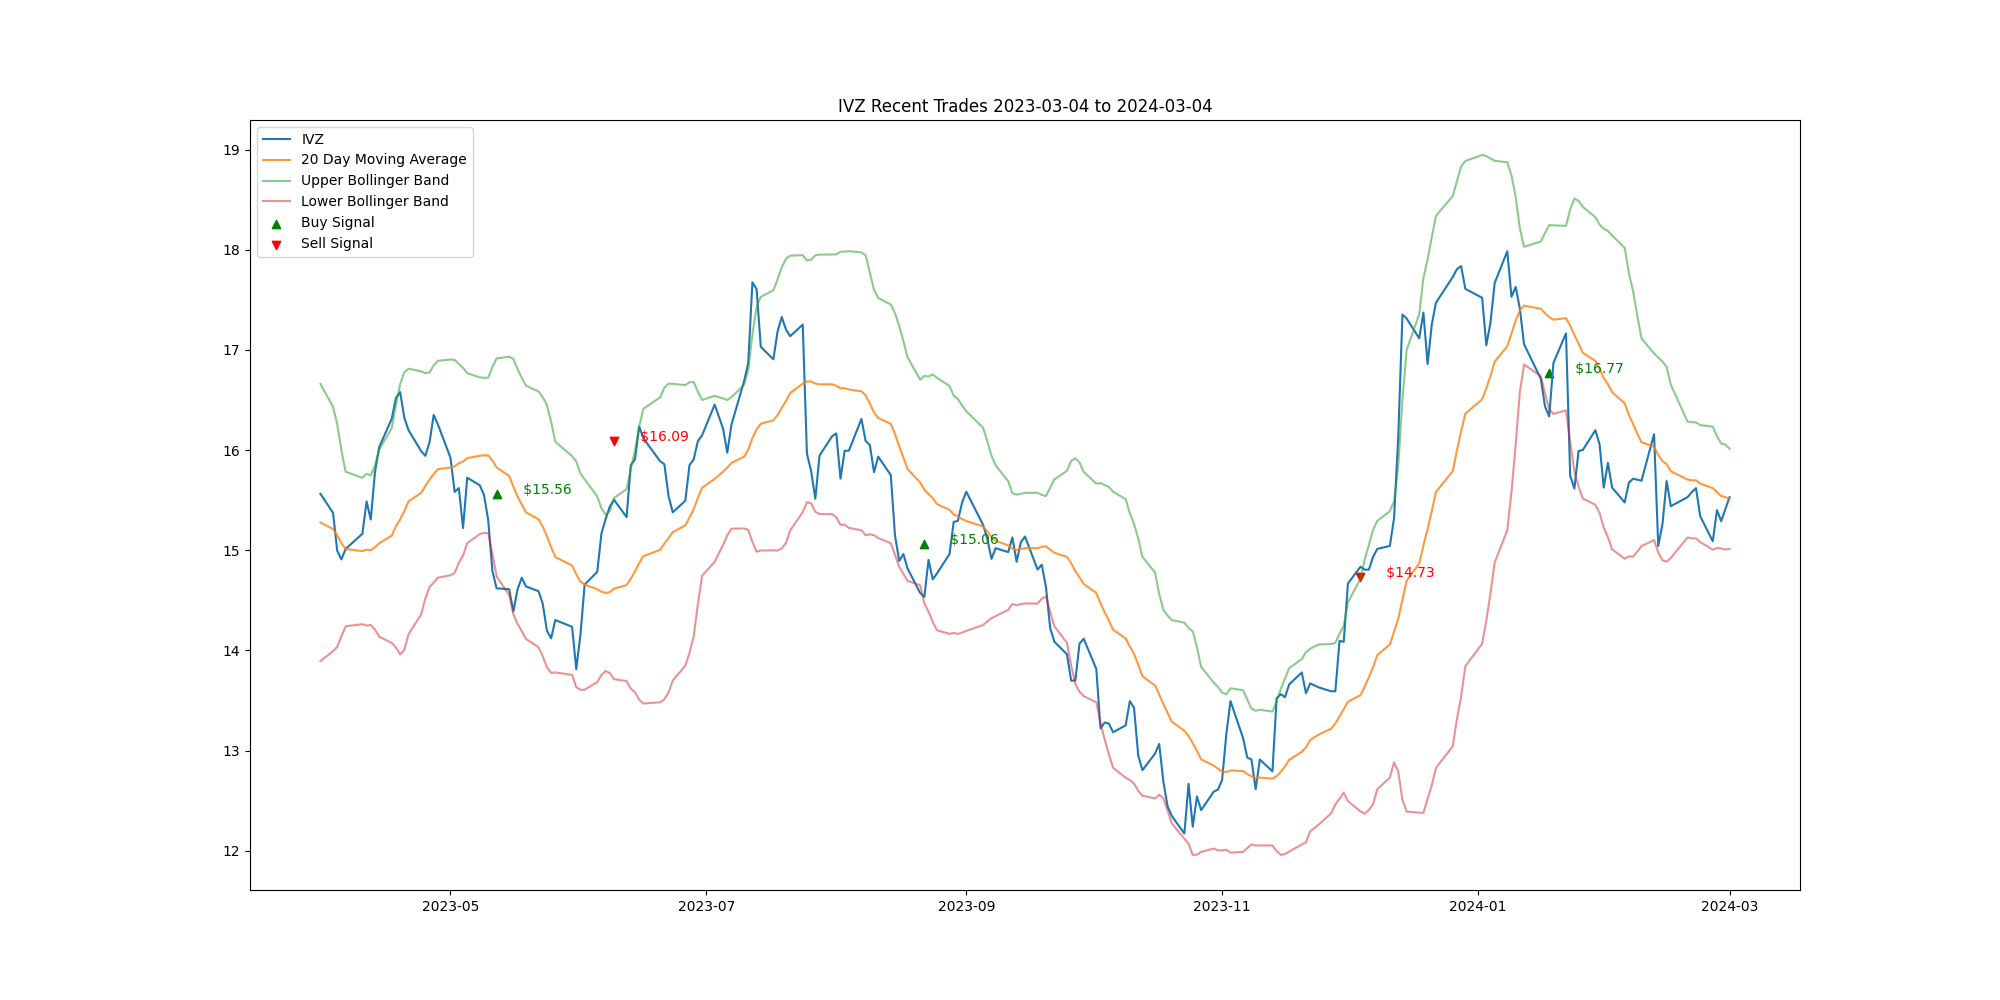 IVZ Recent Trades 2023-03-04 to 2024-03-04
IVZ
20 Day Moving Average
Upper Bollinger Band
Lower Bollinger Band
Buy Signal
Sell Signal
19
18
17
16
15
14
13
12
$15.56
$16.09
$15.06
$14.73
$16.77
2023-05
2023-07
2023-09
2023-11
2024-01
2024-03